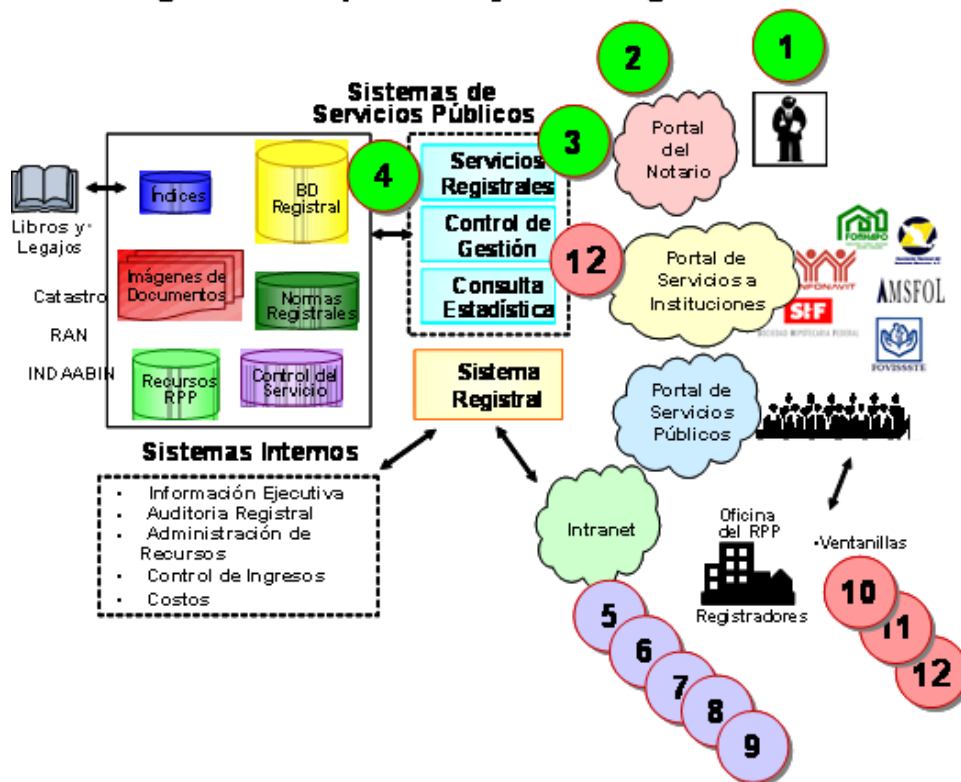 1
2
Sistemas de
Servicios Públicos
3
Portal
del
Notario
4
Servicios
Registrales
Índices
BD
Registral
Libros y
Legajos
Control de
Gestión
12
Portal de
Servicios a
Instituciones
AMSFOL
SHF
SOCIEDAD HIPOTECARIA FEDERAL
FOVISSSTE
Imágenes de
Documentos
Normas
Registrales
Consulta
Estadística
Catastro
RAN
INDAABIN
Recursos
RPP
Control del
Servicio
Sistema
Registral
Portal de
Servicios
Públicos
Sistemas Internos
• Información Ejecutiva
• Auditoria Registral
• Administración de
Recursos
• Control de Ingresos
• Costos
Intranet
Oficina
del RPP
Registradores
•Ventanillas
5
6
7
8
9
10
11
12